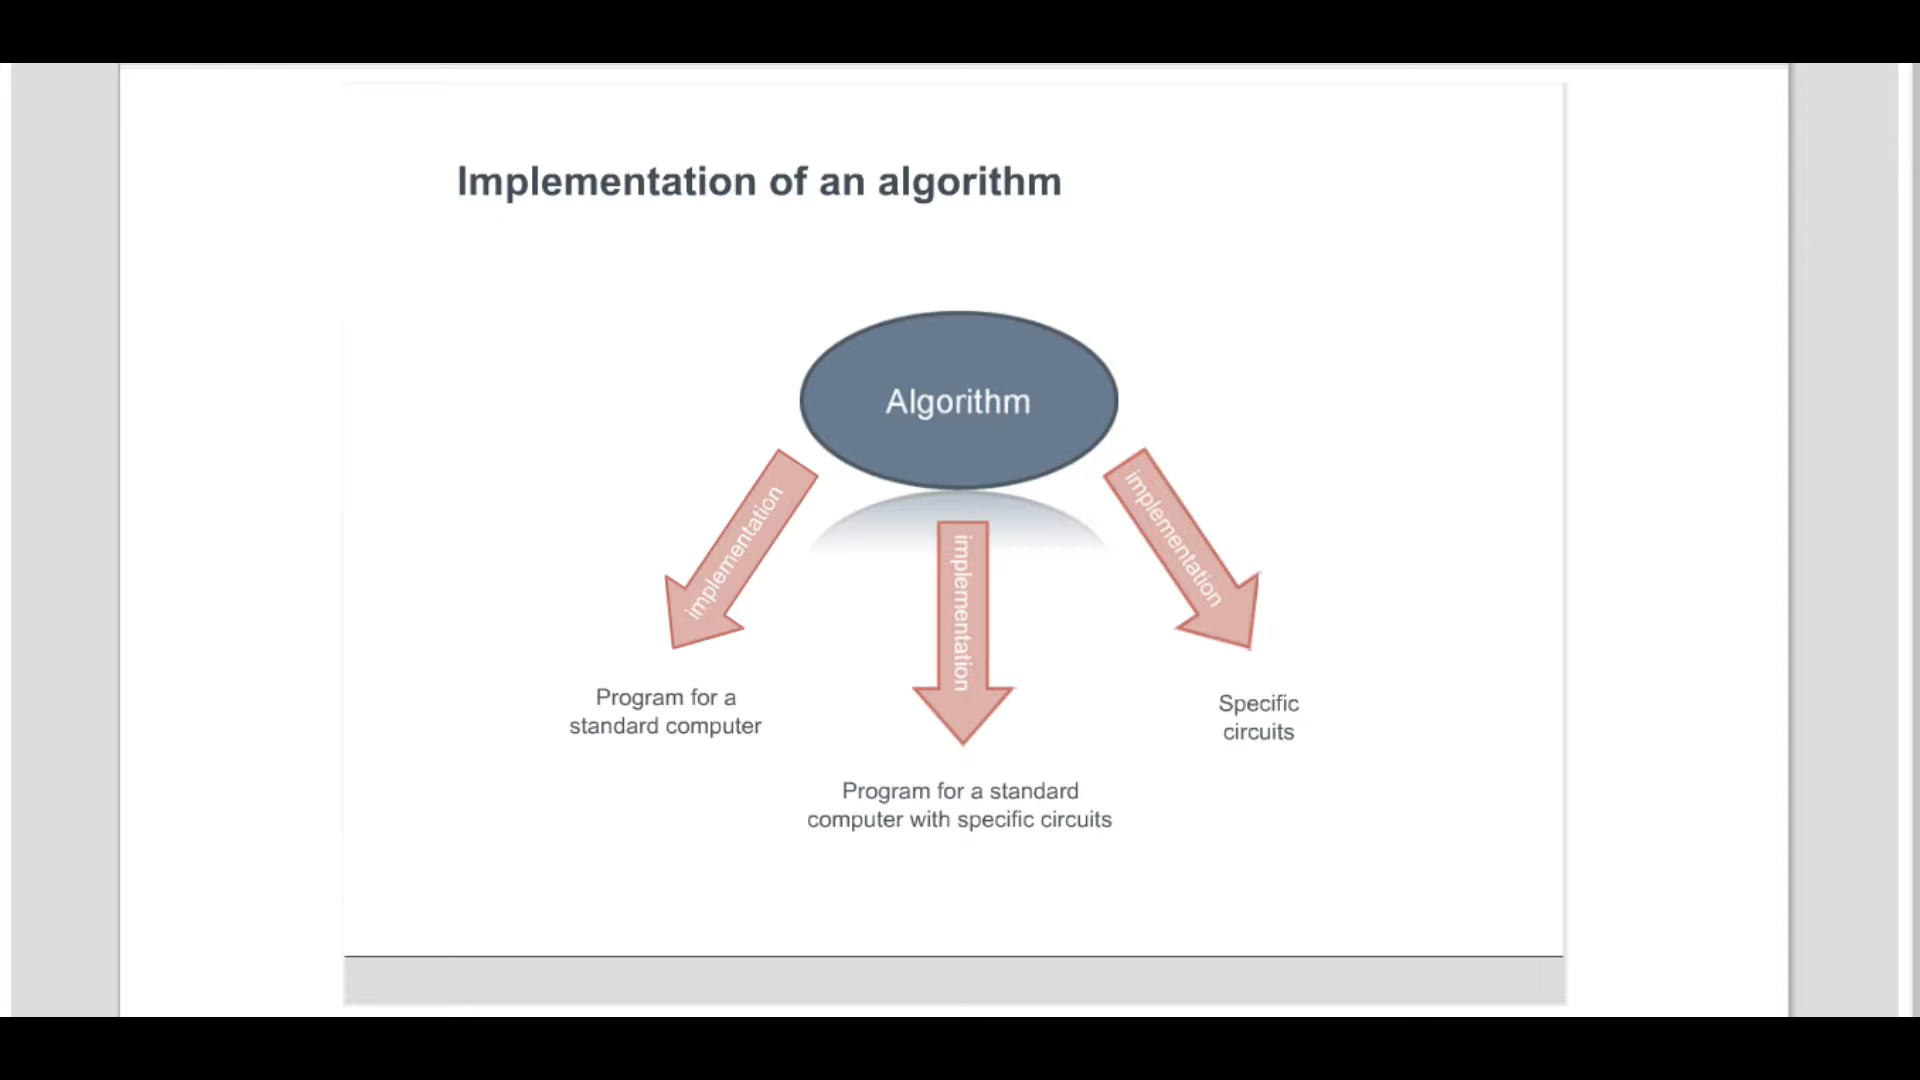 Implementation of an algorithm
Algorithm
implementation
implementation
implementation
Program for a
standard computer
Program for a standard
computer with specific circuits
Specific
circuits